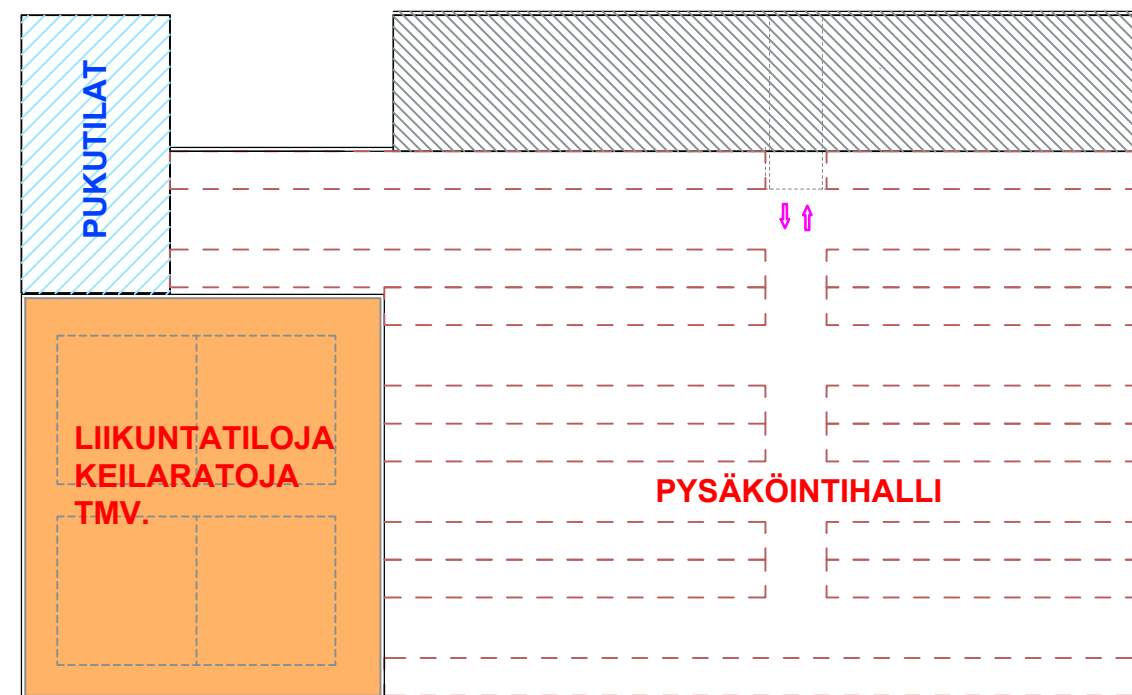 PUKUTILAT
LIIKUNTATILOJA
KEILARATOJA
TMV.
PYSÄKÖINTIHALLI